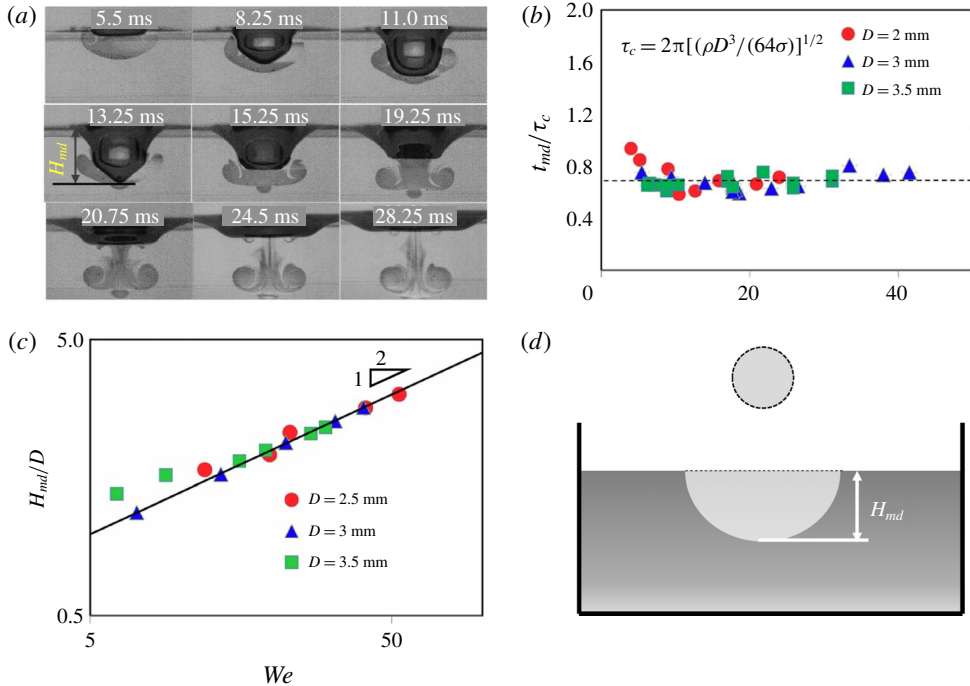 (a)
5.5 ms
8.25 ms
11.0 ms
13.25 ms
15.25 ms
19.25 ms
H_md
20.75 ms
24.5 ms
28.25 ms
(b)
2.0
1.6
1.2
0.8
0.4
t_md/τ_c
τ_c = 2π[(ρD³/(64σ)]^1/2
D = 2 mm
D = 3 mm
D = 3.5 mm
0
20
40
(c)
5.0
0.5
H_md/D
2
1
D = 2.5 mm
D = 3 mm
D = 3.5 mm
5
50
We
(d)
H_md